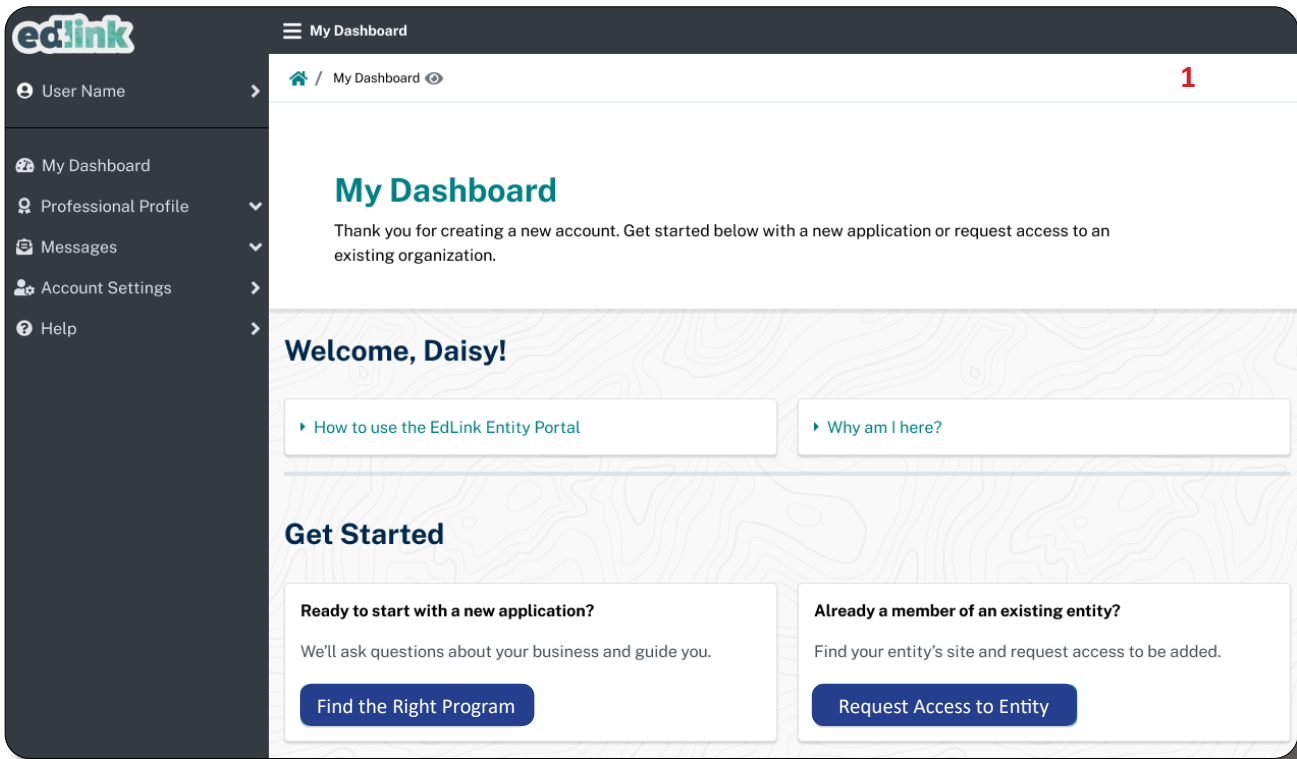 edlink
User Name
My Dashboard
Professional Profile
Messages
Account Settings
Help
My Dashboard
/ My Dashboard
1
My Dashboard
Thank you for creating a new account. Get started below with a new application or request access to an
existing organization.
Welcome, Daisy!
How to use the EdLink Entity Portal
Why am I here?
Get Started
Ready to start with a new application?
We'll ask questions about your business and guide you.
Find the Right Program
Already a member of an existing entity?
Find your entity's site and request access to be added.
Request Access to Entity